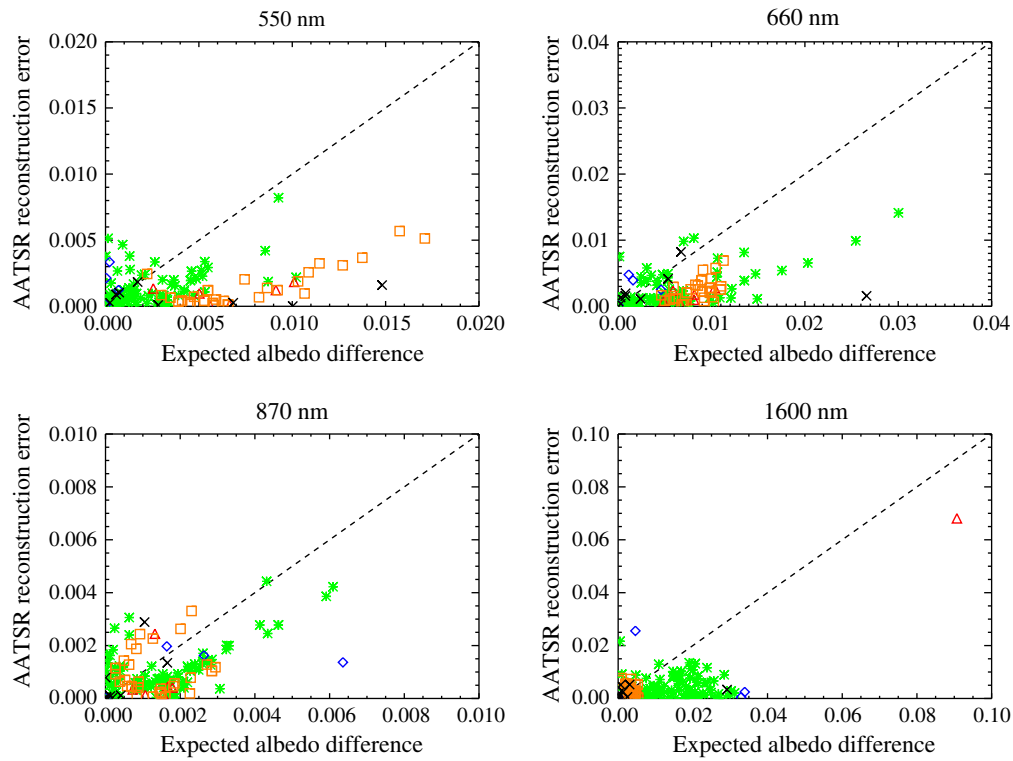 550 nm
AATSR reconstruction error
0.020
0.015
0.010
0.005
0.000
0.000 0.005 0.010 0.015 0.020
Expected albedo difference
660 nm
AATSR reconstruction error
0.04
0.03
0.02
0.01
0.00
0.00 0.01 0.02 0.03 0.04
Expected albedo difference
870 nm
AATSR reconstruction error
0.010
0.008
0.006
0.004
0.002
0.000
0.000 0.002 0.004 0.006 0.008 0.010
Expected albedo difference
1600 nm
AATSR reconstruction error
0.10
0.08
0.06
0.04
0.02
0.00
0.00 0.02 0.04 0.06 0.08 0.10
Expected albedo difference